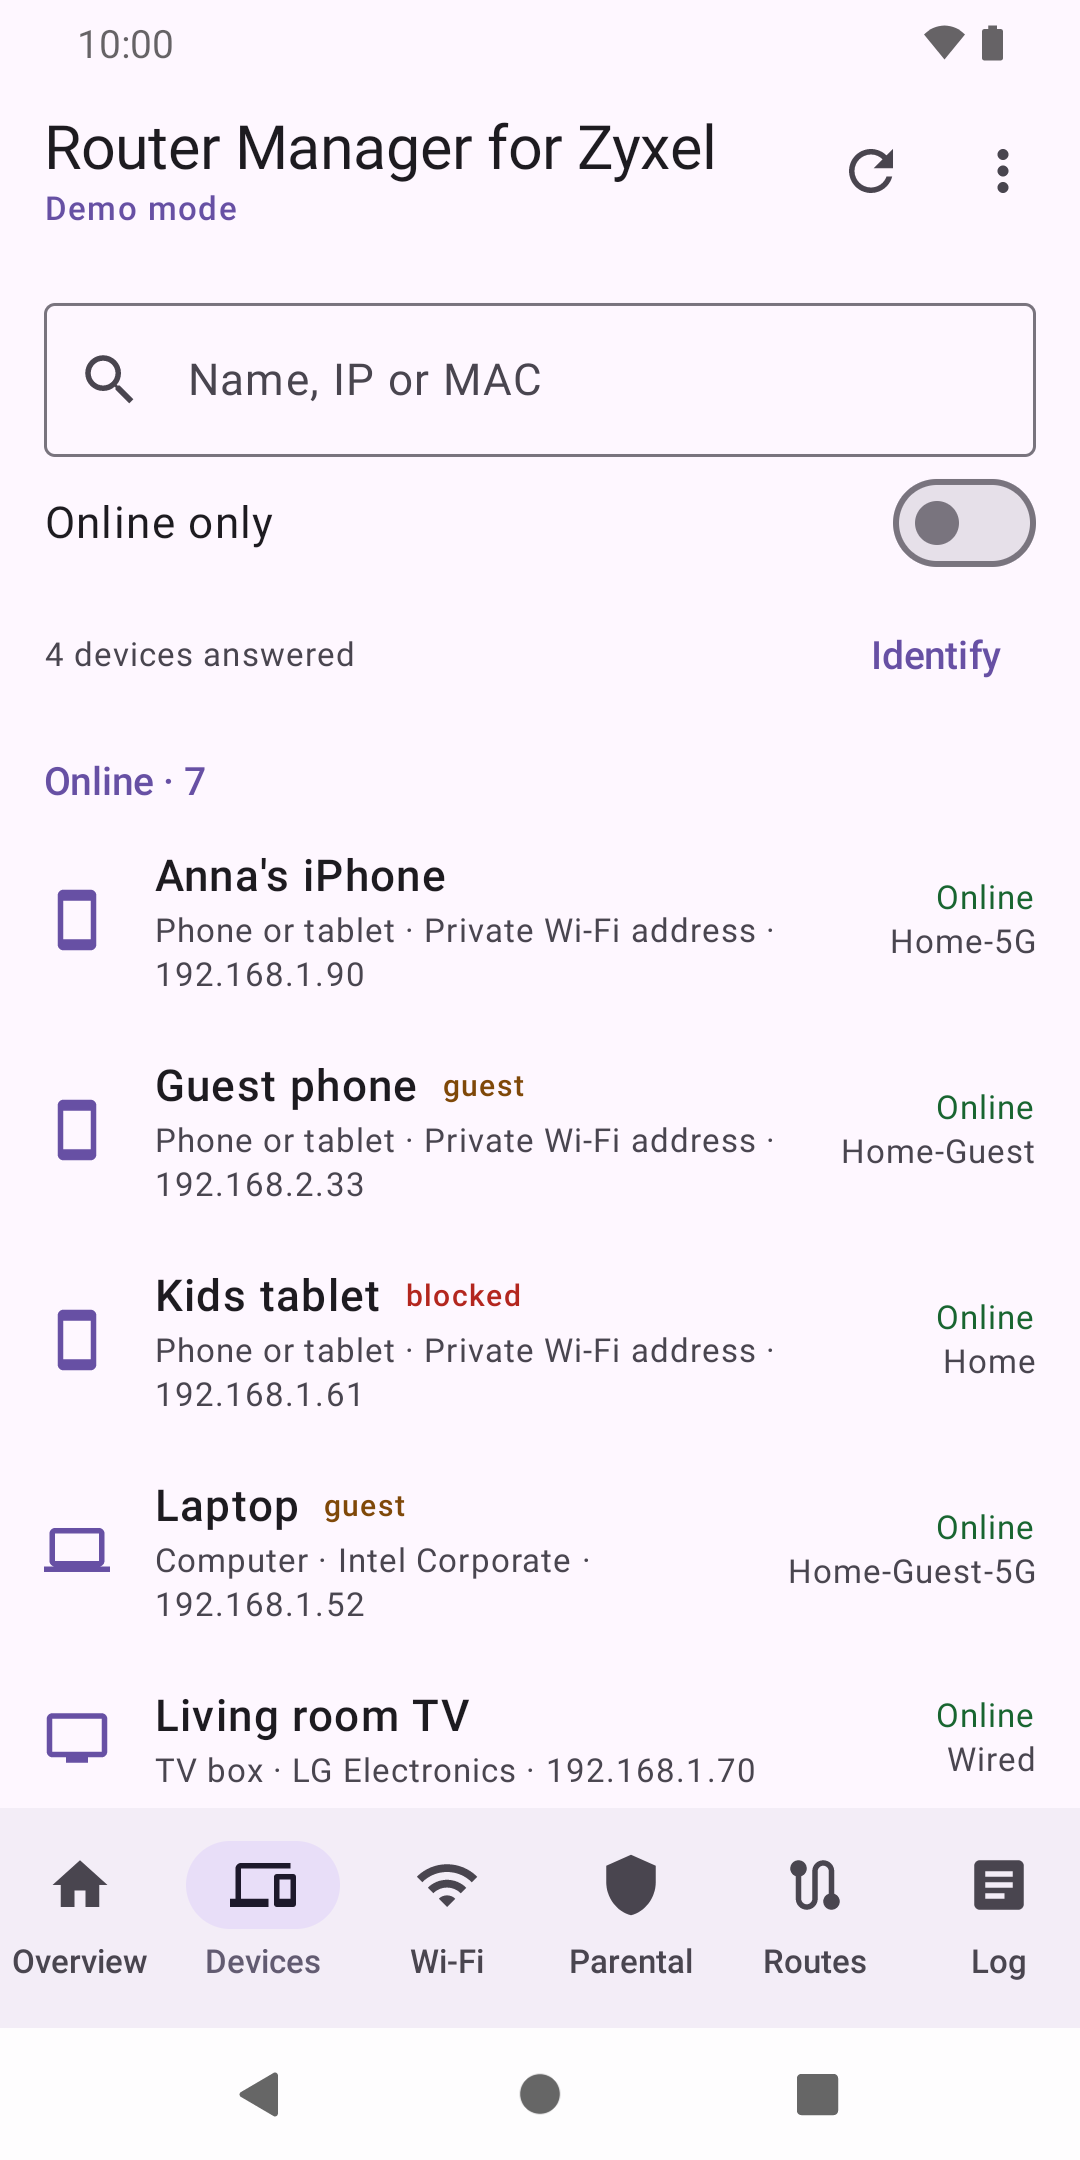 10:00
Router Manager for Zyxel
Demo mode
Name, IP or MAC
Online only
4 devices answered
Identify
Online · 7
Anna's iPhone
Phone or tablet · Private Wi-Fi address ·
192.168.1.90
Online
Home-5G
Guest phone guest
Phone or tablet · Private Wi-Fi address ·
192.168.2.33
Online
Home-Guest
Kids tablet blocked
Phone or tablet · Private Wi-Fi address ·
192.168.1.61
Online
Home
Laptop guest
Computer · Intel Corporate ·
192.168.1.52
Online
Home-Guest-5G
Living room TV
TV box · LG Electronics · 192.168.1.70
Online
Wired
Overview
Devices
Wi-Fi
Parental
Routes
Log